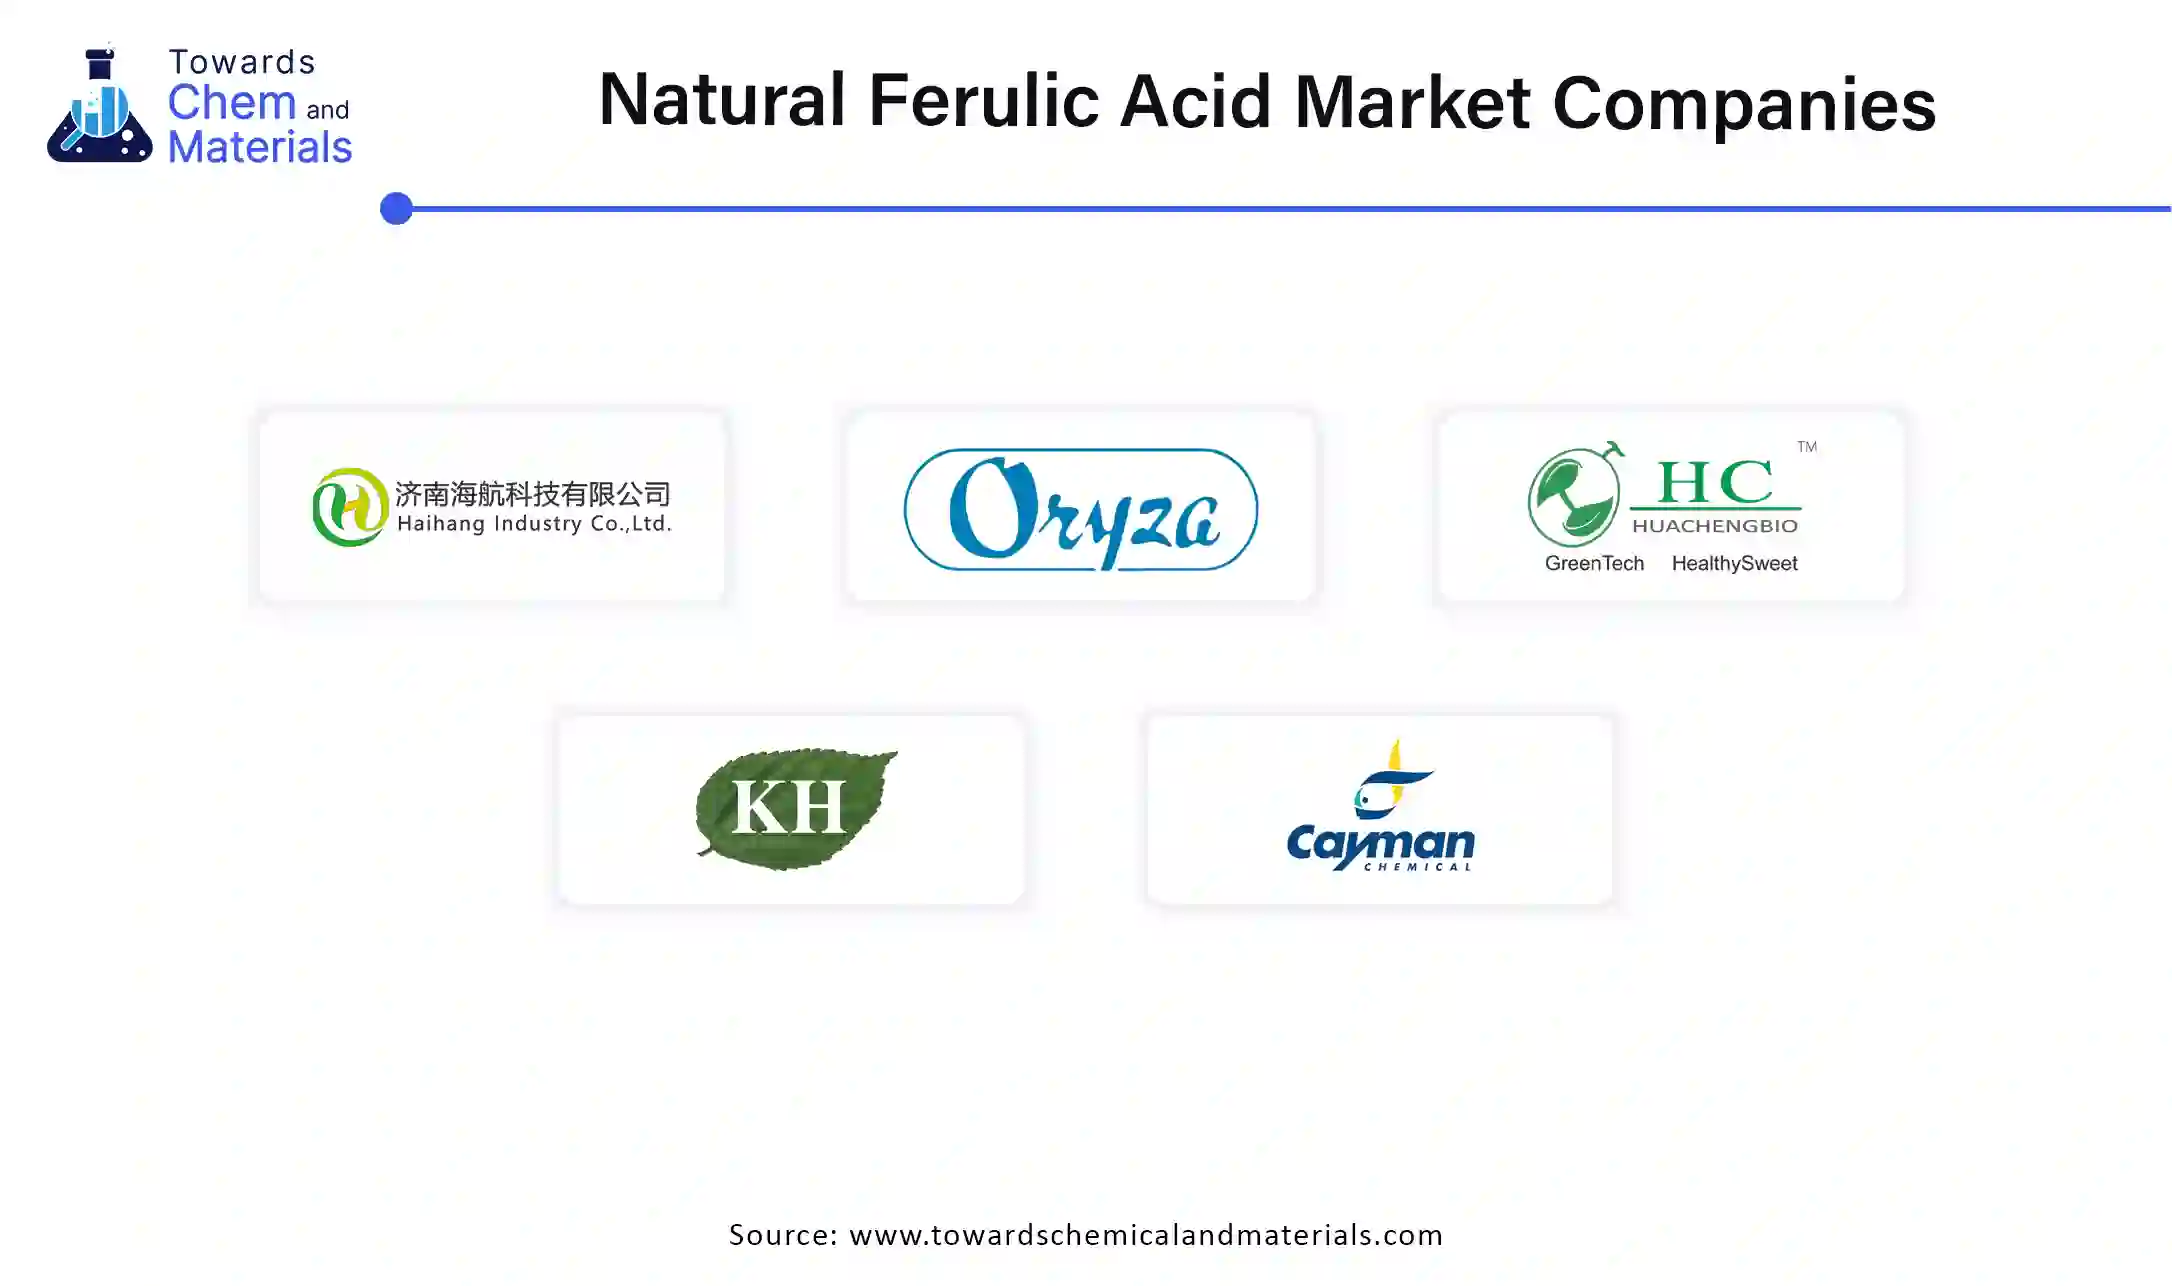 Towards
Chem and
Materials
Natural Ferulic Acid Market Companies
济南海航科技有限公司
Haihang Industry Co.,Ltd.
Oryza
TM
HC
HUACHENGBIO
GreenTech HealthySweet
KH
Cayman
CHEMICAL
Source: www.towardschemicalandmaterials.com